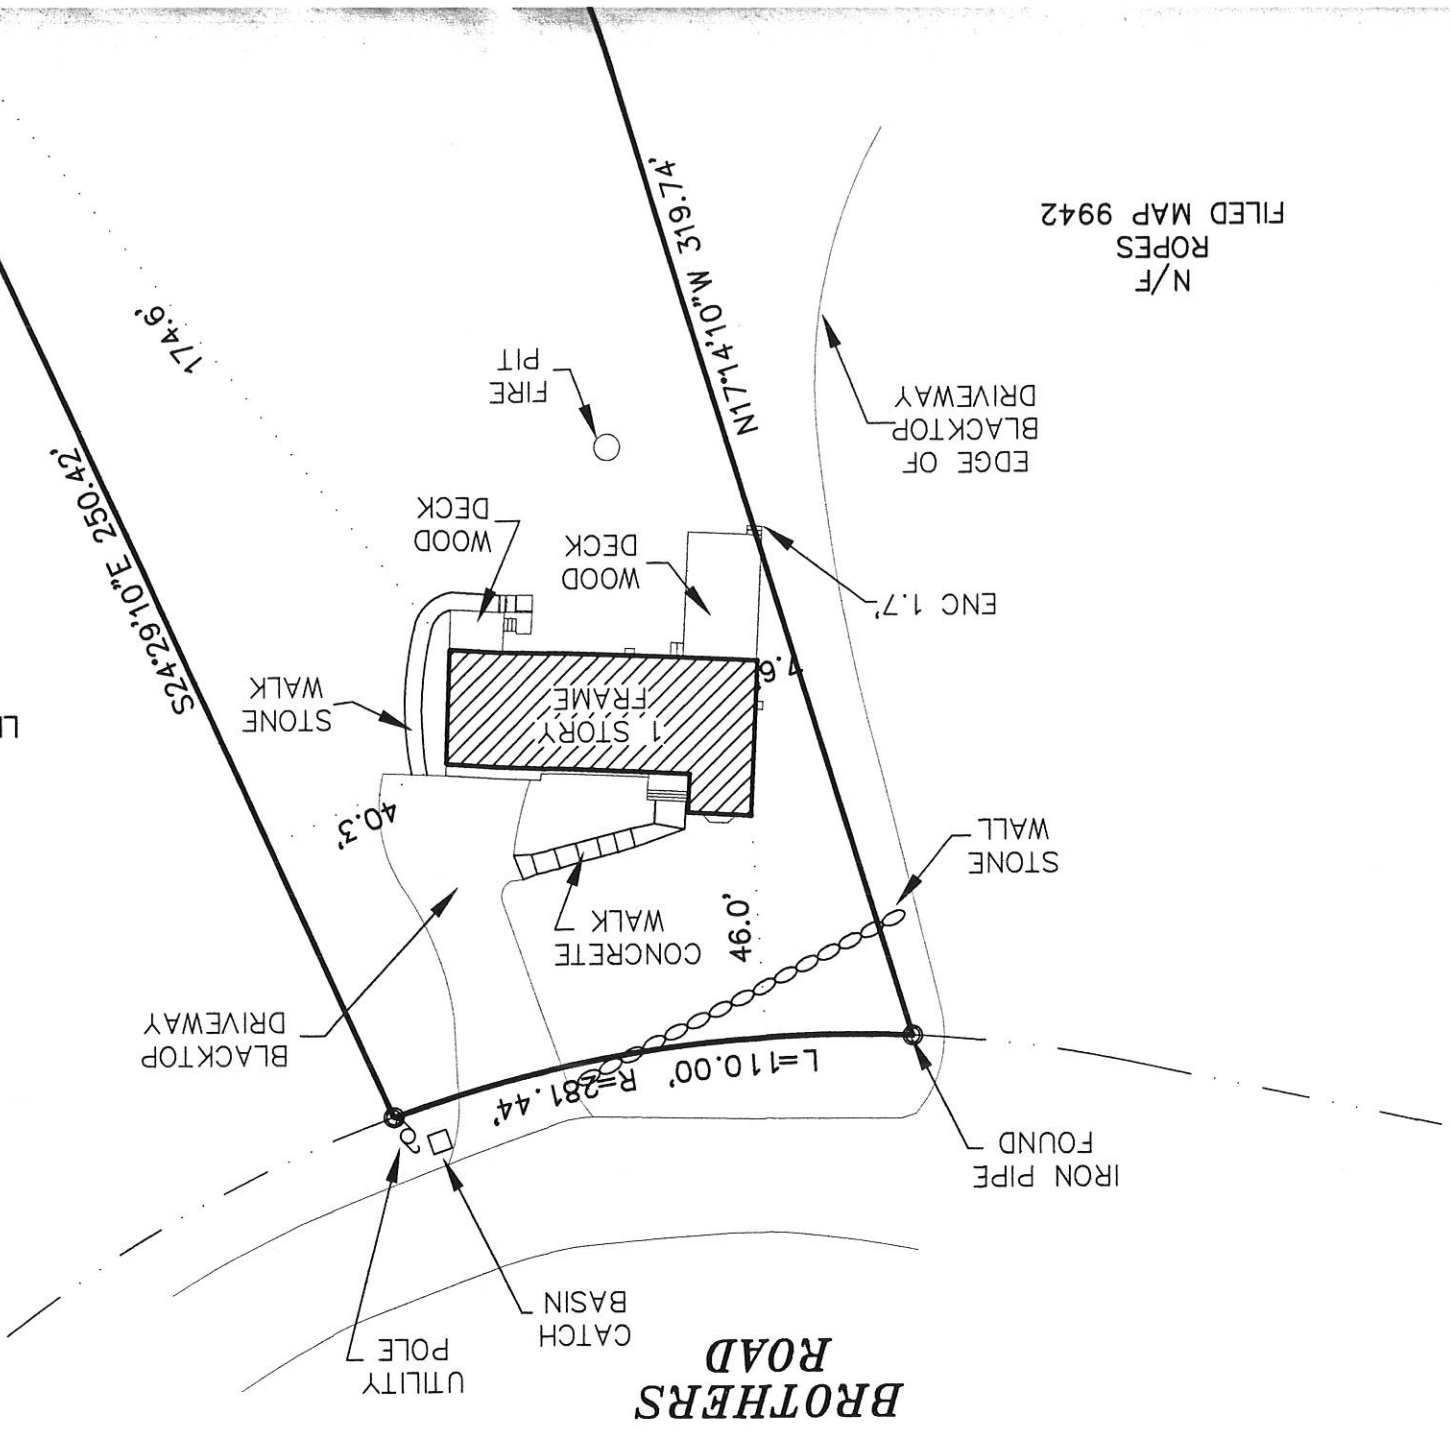 BROTHERS
ROAD
UTILITY
POLE
CATCH
BASIN
IRON PIPE
FOUND
L=110.00' R=281.44'
BLACKTOP
DRIVEWAY
CONCRETE
WALK
46.0'
STONE
WALL
40.3'
STONE
WALK
1 STORY
FRAME
7.6'
ENC 1.7'
WOOD
DECK
WOOD
DECK
S24°29'10"E 250.42'
EDGE OF
BLACKTOP
DRIVEWAY
FIRE
PIT
N17°14'10"W 319.74'
174.6'
N/F
ROPES
FILED MAP 9942